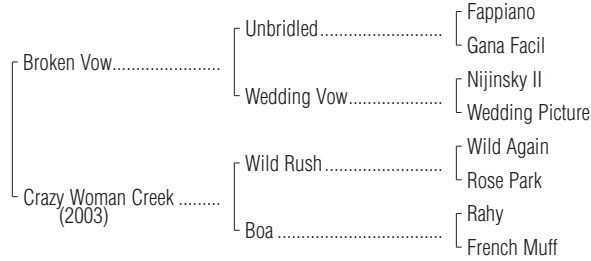 Fappiano
Unbridled
Gana Facil
Broken Vow
Nijinsky II
Wedding Vow
Wedding Picture
Wild Again
Wild Rush
Rose Park
Crazy Woman Creek
(2003)
Rahy
Boa
French Muff